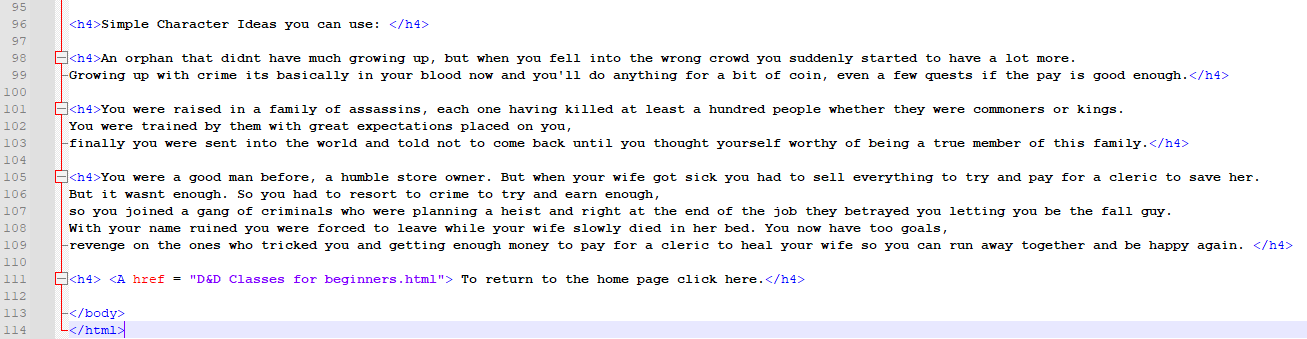 95
96 <h4>Simple Character Ideas you can use: </h4>
97
98 <h4>An orphan that didnt have much growing up, but when you fell into the wrong crowd you suddenly started to have a lot more.
99 Growing up with crime its basically in your blood now and you'll do anything for a bit of coin, even a few quests if the pay is good enough.</h4>
100
101 <h4>You were raised in a family of assassins, each one having killed at least a hundred people whether they were commoners or kings.
102 You were trained by them with great expectations placed on you,
103 finally you were sent into the world and told not to come back until you thought yourself worthy of being a true member of this family.</h4>
104
105 <h4>You were a good man before, a humble store owner. But when your wife got sick you had to sell everything to try and pay for a cleric to save her.
106 But it wasnt enough. So you had to resort to crime to try and earn enough,
107 so you joined a gang of criminals who were planning a heist and right at the end of the job they betrayed you letting you be the fall guy.
108 With your name ruined you were forced to leave while your wife slowly died in her bed. You now have too goals,
109 revenge on the ones who tricked you and getting enough money to pay for a cleric to heal your wife so you can run away together and be happy again. </h4>
110
111 <h4> <A href = "D&D Classes for beginners.html"> To return to the home page click here.</h4>
112
113 </body>
114 </html>